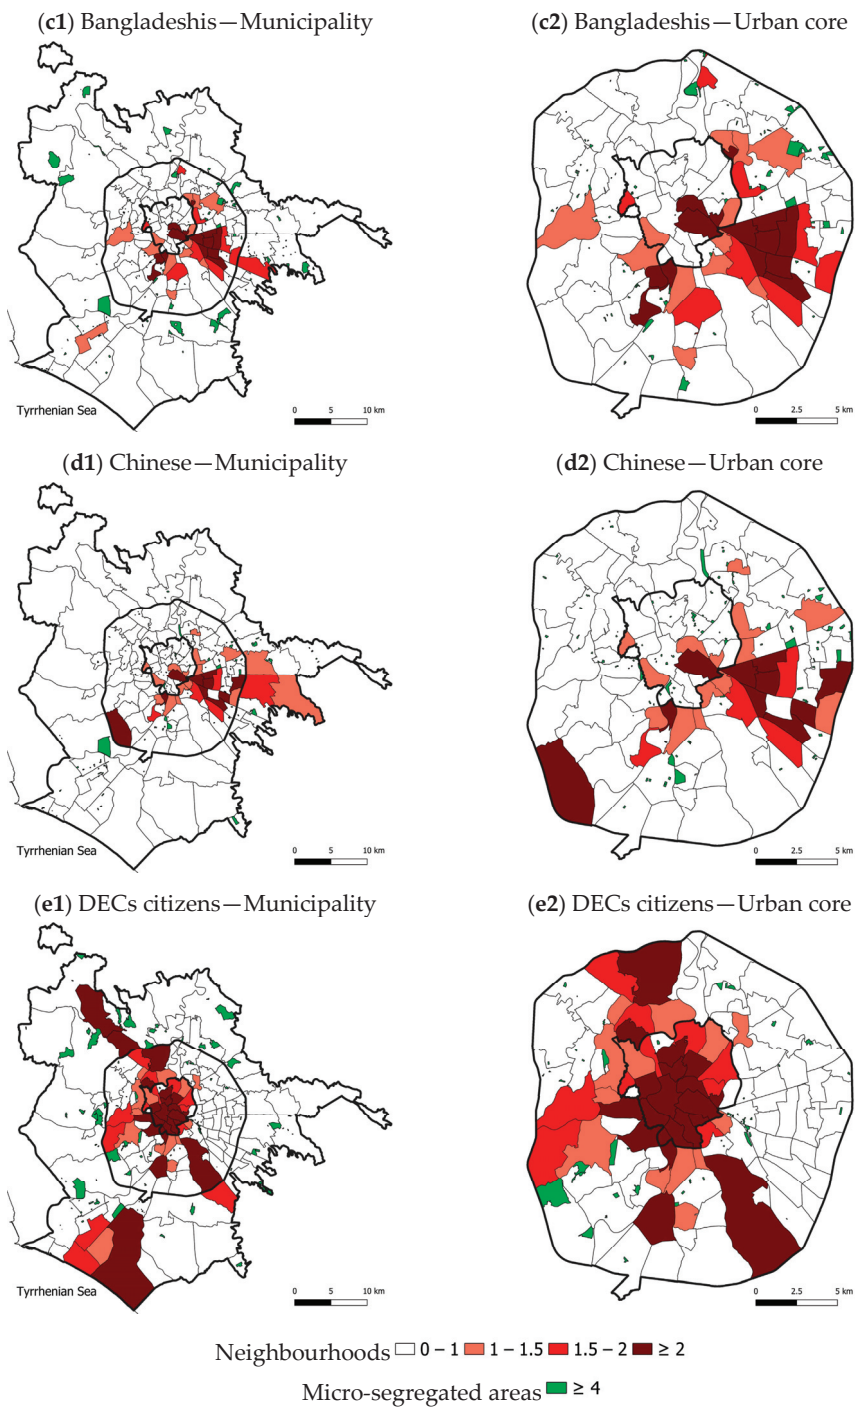 (c1) Bangladeshis—Municipality
(c2) Bangladeshis—Urban core
Tyrrhenian Sea
0 5 10 km
0 2.5 5 km
(d1) Chinese—Municipality
(d2) Chinese—Urban core
Tyrrhenian Sea
0 5 10 km
0 2.5 5 km
(e1) DECs citizens—Municipality
(e2) DECs citizens—Urban core
Tyrrhenian Sea
0 5 10 km
0 2.5 5 km
Neighbourhoods 0 – 1 1 – 1.5 1.5 – 2 ≥ 2
Micro-segregated areas ≥ 4